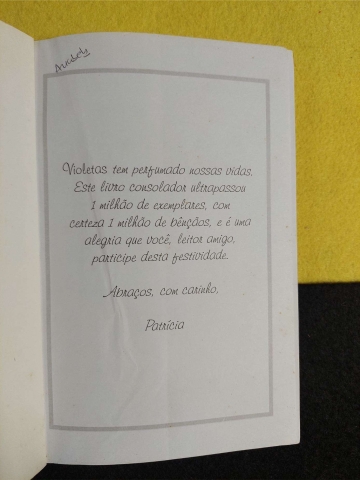 Violetas tem perfumado nossas vidas.
Este livro consolador ultrapassou
1 milhão de exemplares, com
certeza 1 milhão de bênçãos, e é uma
alegria que você, leitor amigo,
participe desta festividade.
Abraços, com carinho,
Patrícia